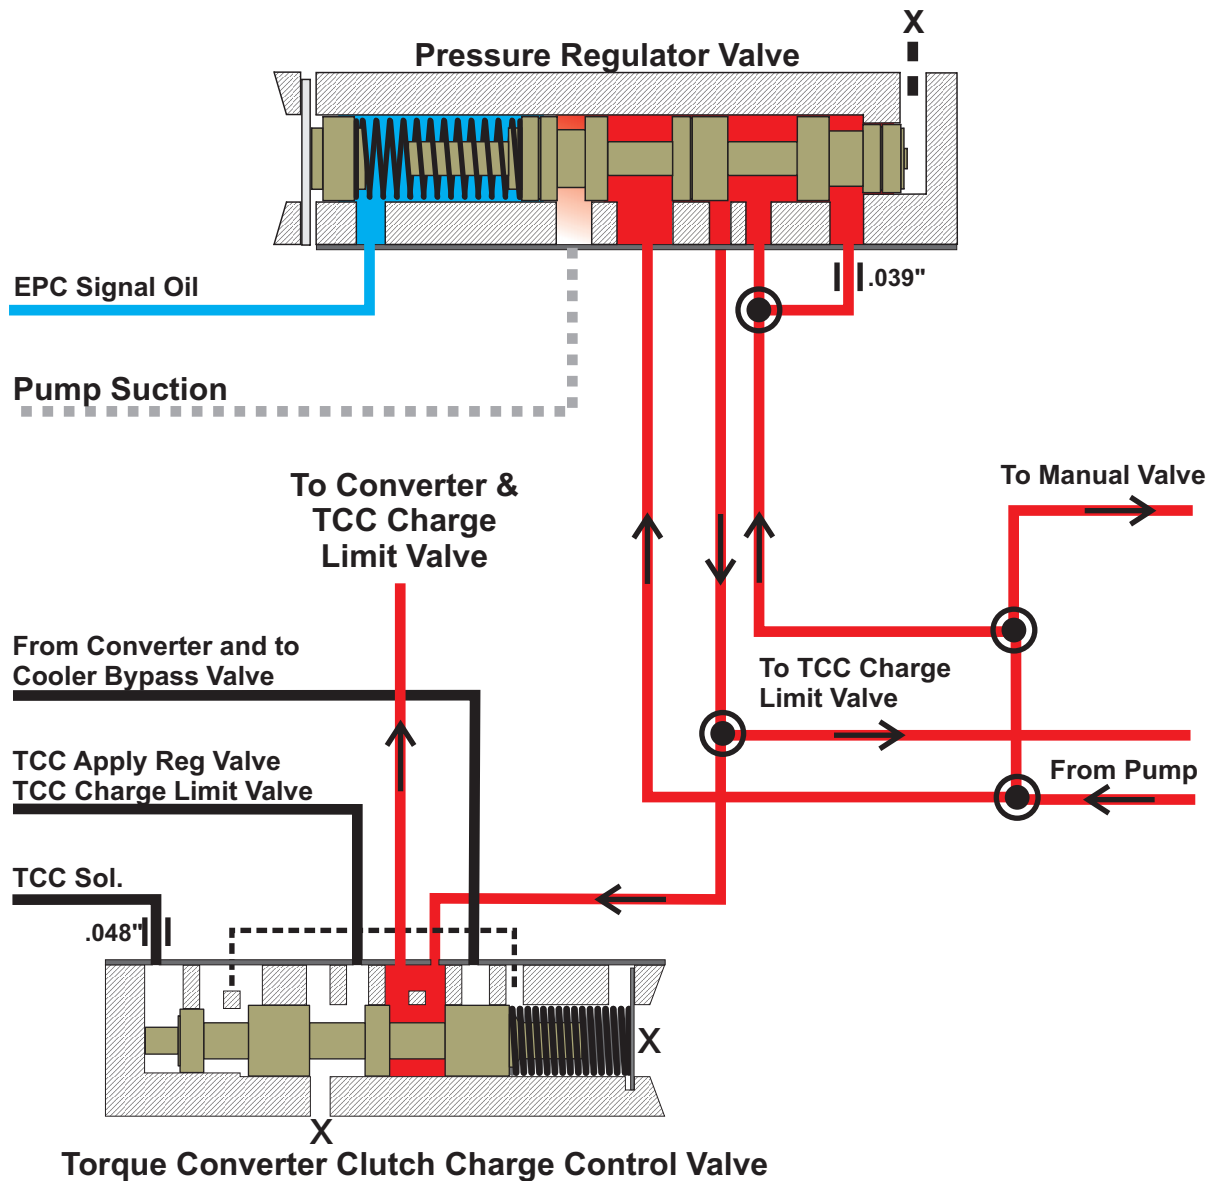 X
Pressure Regulator Valve
EPC Signal Oil
.039"
Pump Suction
To Converter &
TCC Charge
Limit Valve
To Manual Valve
From Converter and to
Cooler Bypass Valve
To TCC Charge
Limit Valve
TCC Apply Reg Valve
TCC Charge Limit Valve
From Pump
TCC Sol.
.048"
X
X
Torque Converter Clutch Charge Control Valve